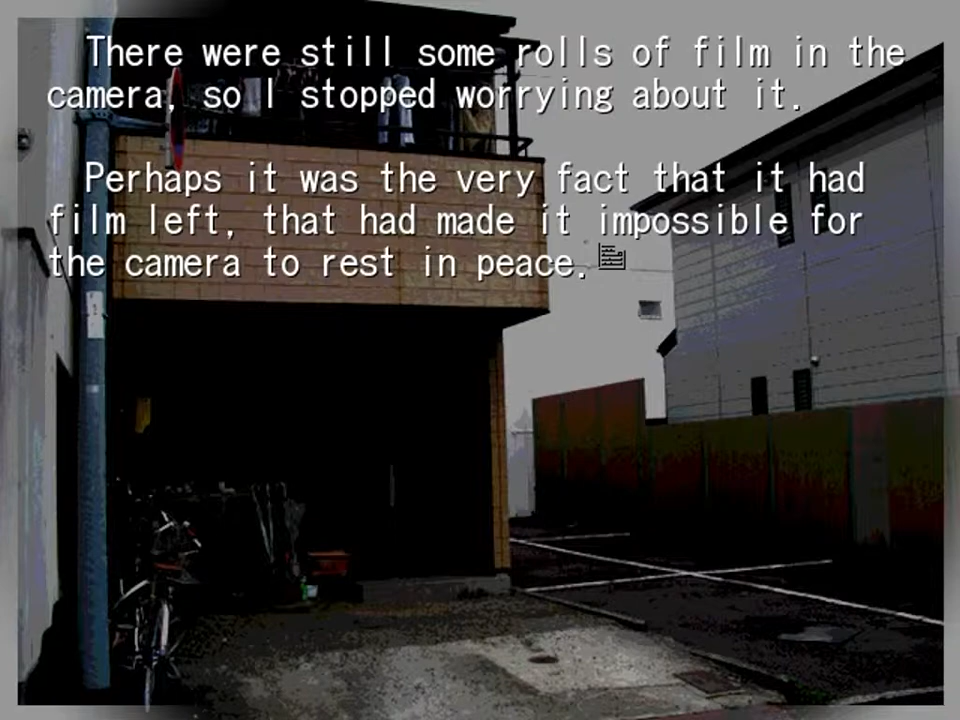 There were still some rolls of film in the
camera, so I stopped worrying about it.
Perhaps it was the very fact that it had
film left, that had made it impossible for
the camera to rest in peace.